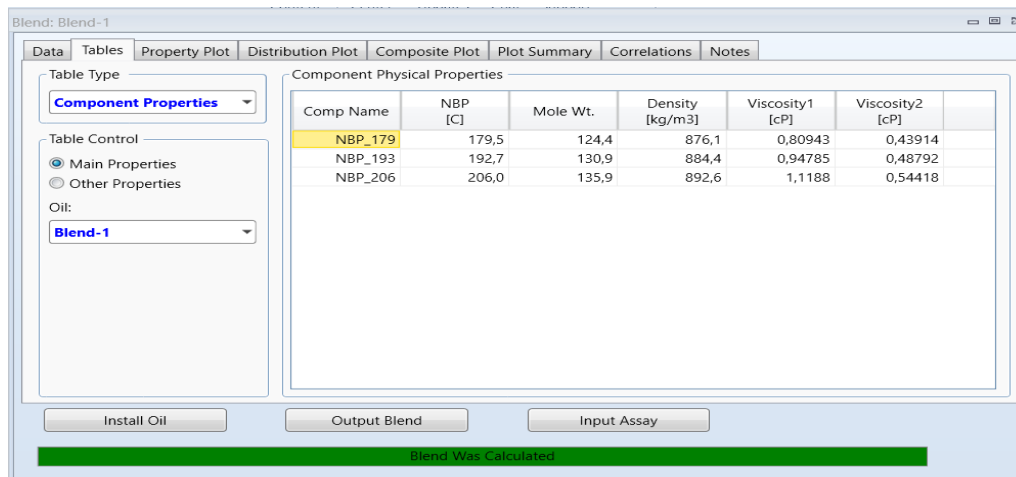 Blend: Blend-1
Data Tables Property Plot Distribution Plot Composite Plot Plot Summary Correlations Notes
Table Type
Component Properties
Table Control
Main Properties
Other Properties
Oil:
Blend-1
Component Physical Properties
Comp Name NBP [C] Mole Wt. Density [kg/m3] Viscosity1 [cP] Viscosity2 [cP]
NBP_179 179,5 124,4 876,1 0,80943 0,43914
NBP_193 192,7 130,9 884,4 0,94785 0,48792
NBP_206 206,0 135,9 892,6 1,1188 0,54418
Install Oil Output Blend Input Assay
Blend Was Calculated